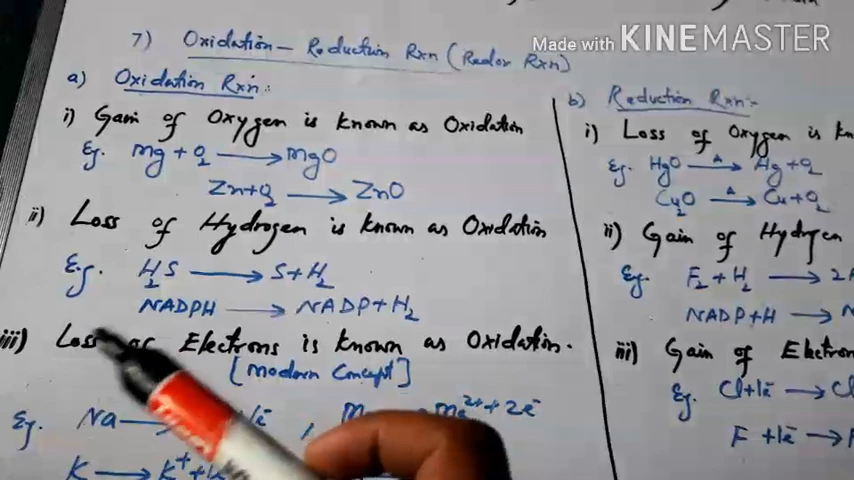 Made with KINEMASTER
7) Oxidation - Reduction Rxn (Redox Rxn)
a) Oxidation Rxn:
i) Gain of Oxygen is known as Oxidation
Eg. Mg + O₂ → MgO
Zn + O₂ → ZnO
ii) Loss of Hydrogen is known as Oxidation
E.g. H₂S → S + H₂
NADPH → NADP + H₂
iii) Loss of Electrons is known as Oxidation.
[Modern Concept]
Eg. Na → 1e⁻ , 2+ + 2e⁻
K → K⁺ +
b) Reduction Rxn:-
i) Loss of Oxygen is
Eg. HgO →Δ Hg + O₂
Cu₂O →Δ Cu + O₂
ii) Gain of Hydrogen
Eg. F₂ + H₂ → 2
NADP + H →
iii) Gain of
Eg. Cl + 1e⁻ →
F + 1e⁻ →